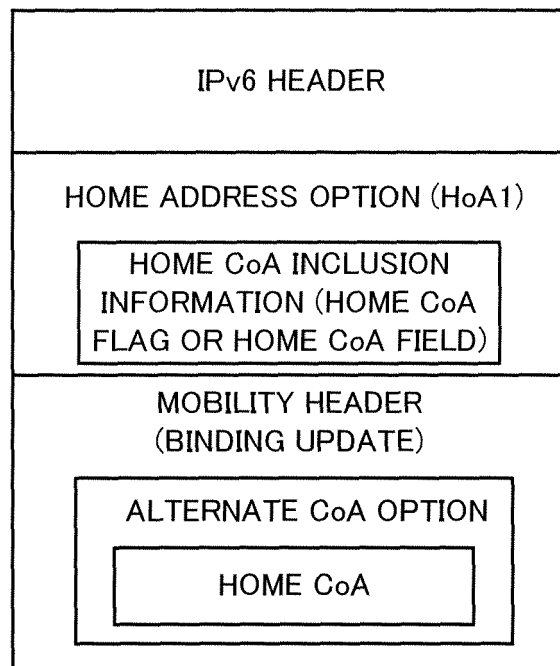 IPv6 HEADER
HOME ADDRESS OPTION (HoA1)
HOME CoA INCLUSION
INFORMATION (HOME CoA
FLAG OR HOME CoA FIELD)
MOBILITY HEADER
(BINDING UPDATE)
ALTERNATE CoA OPTION
HOME CoA